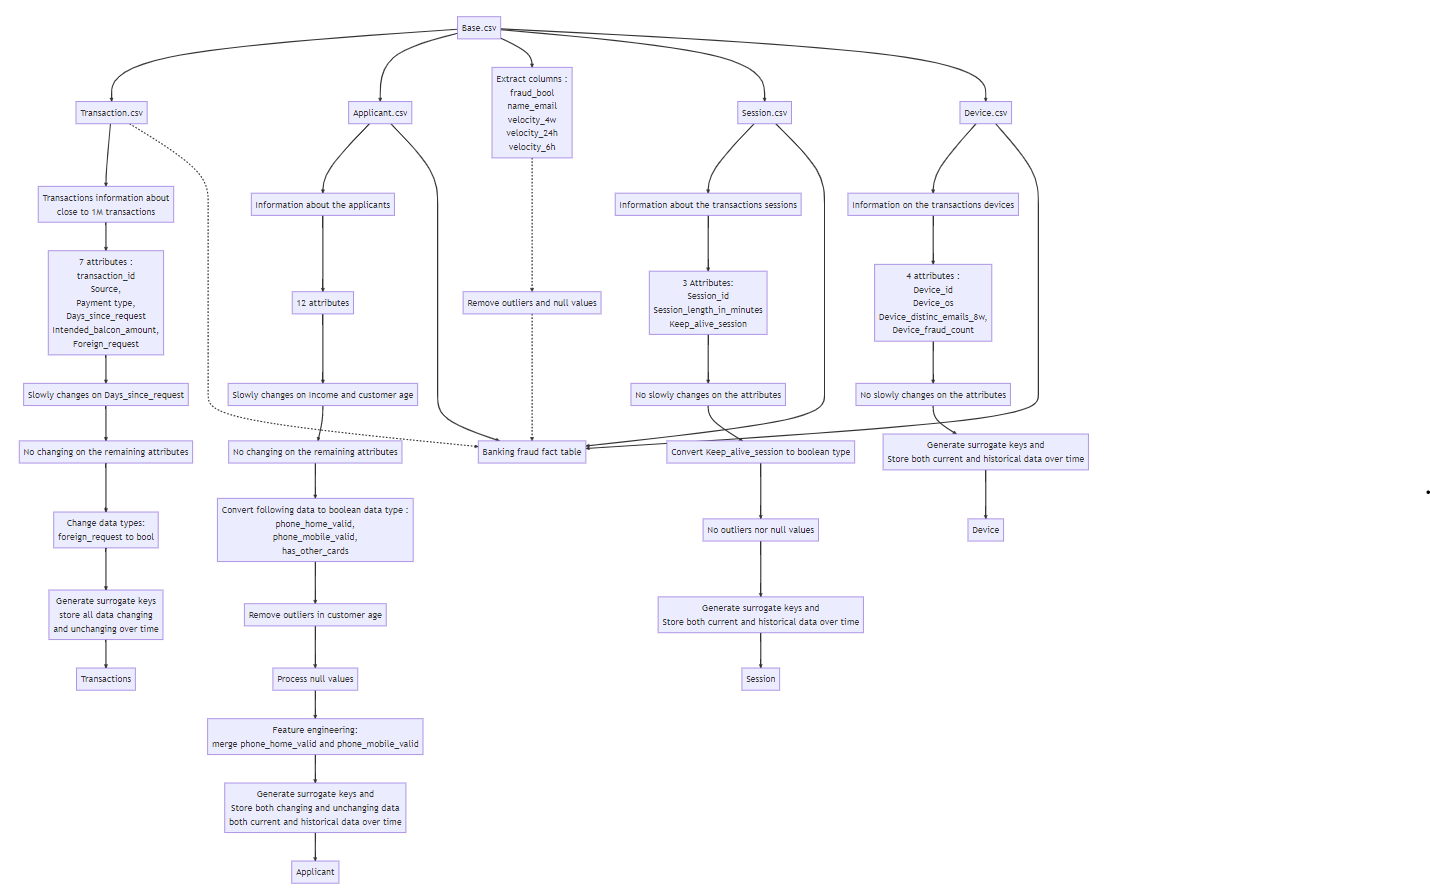 Base.csv
Transaction.csv
Applicant.csv
Extract columns :
fraud_bool
name_email
velocity_4w
velocity_24h
velocity_6h
Session.csv
Device.csv
Transactions information about
close to 1M transactions
Information about the applicants
Information about the transactions sessions
Information on the transactions devices
7 attributes :
transaction_id
Source,
Payment type,
Days_since_request
Intended_balcon_amount,
Foreign_request
12 attributes
Remove outliers and null values
3 Attributes:
Session_id
Session_length_in_minutes
Keep_alive_session
4 attributes :
Device_id
Device_os
Device_distinc_emails_8w,
Device_fraud_count
Slowly changes on Days_since_request
Slowly changes on Income and customer age
No slowly changes on the attributes
No slowly changes on the attributes
No changing on the remaining attributes
No changing on the remaining attributes
Banking fraud fact table
Convert Keep_alive_session to boolean type
Generate surrogate keys and
Store both current and historical data over time
Change data types:
foreign_request to bool
Convert following data to boolean data type :
phone_home_valid,
phone_mobile_valid,
has_other_cards
No outliers nor null values
Device
Generate surrogate keys
store all data changing
and unchanging over time
Remove outliers in customer age
Generate surrogate keys and
Store both current and historical data over time
Transactions
Process null values
Session
Feature engineering:
merge phone_home_valid and phone_mobile_valid
Generate surrogate keys and
Store both changing and unchanging data
both current and historical data over time
Applicant